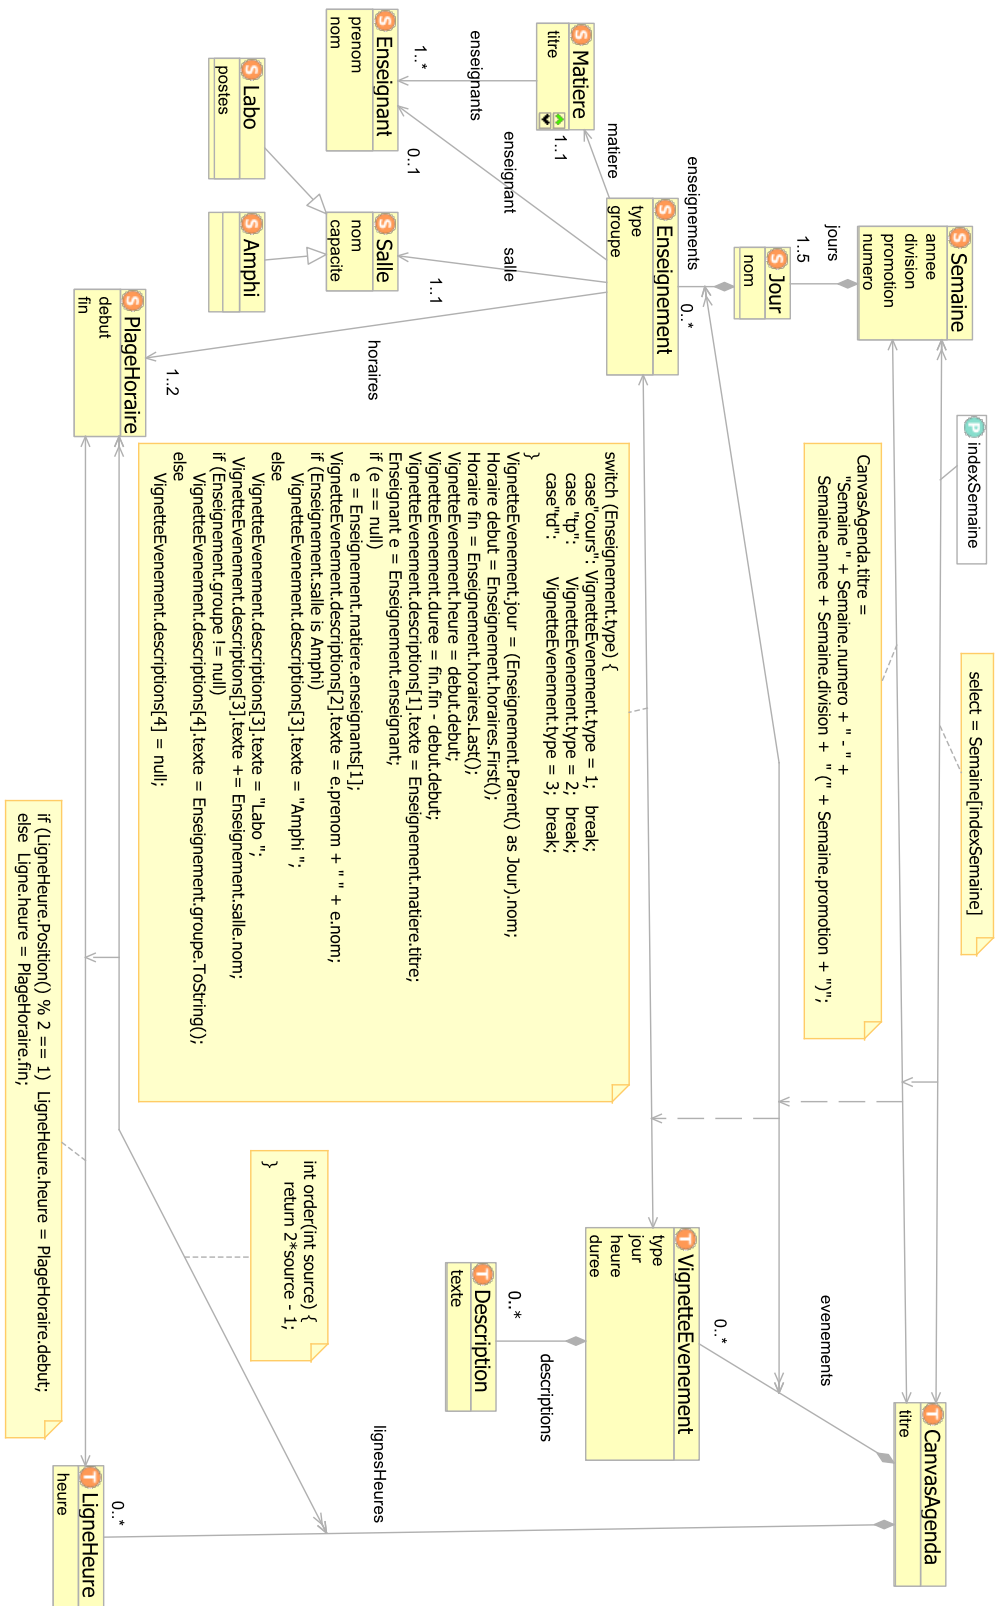 S Semaine
annee
division
promotion
numero
P indexSemaine
select = Semaine[indexSemaine]
jours
1..5
S Jour
nom
CanvasAgenda.titre =
"Semaine " + Semaine.numero + " - " +
Semaine.annee + Semaine.division + " (" + Semaine.promotion + ")";
T CanvasAgenda
titre
enseignements
0..*
S Enseignement
type
groupe
matiere
1..1
S Matiere
titre
enseignants
1..*
enseignant
0..1
S Enseignant
prenom
nom
salle
1..1
S Salle
nom
capacite
S Labo
postes
S Amphi
horaires
1..2
S PlageHoraire
debut
fin
switch (Enseignement.type) {
case"cours": VignetteEvenement.type = 1; break;
case "tp": VignetteEvenement.type = 2; break;
case"td": VignetteEvenement.type = 3; break;
}
VignetteEvenement.jour = (Enseignement.Parent() as Jour).nom;
Horaire debut = Enseignement.horaires.First();
Horaire fin = Enseignement.horaires.Last();
VignetteEvenement.heure = debut.debut;
VignetteEvenement.duree = fin.fin - debut.debut;
VignetteEvenement.descriptions[1].texte = Enseignement.matiere.titre;
Enseignant e = Enseignement.enseignant;
if (e == null)
e = Enseignement.matiere.enseignants[1];
VignetteEvenement.descriptions[2].texte = e.prenom + " " + e.nom;
if (Enseignement.salle is Amphi)
VignetteEvenement.descriptions[3].texte = "Amphi ";
else
VignetteEvenement.descriptions[3].texte = "Labo ";
VignetteEvenement.descriptions[3].texte += Enseignement.salle.nom;
if (Enseignement.groupe != null)
VignetteEvenement.descriptions[4].texte = Enseignement.groupe.ToString();
else
VignetteEvenement.descriptions[4] = null;
evenements
0..*
T VignetteEvenement
type
jour
heure
duree
descriptions
0..*
T Description
texte
int order(int source) {
return 2*source - 1;
}
lignesHeures
0..*
T LigneHeure
heure
if (LigneHeure.Position() % 2 == 1) LigneHeure.heure = PlageHoraire.debut;
else Ligne.heure = PlageHoraire.fin;